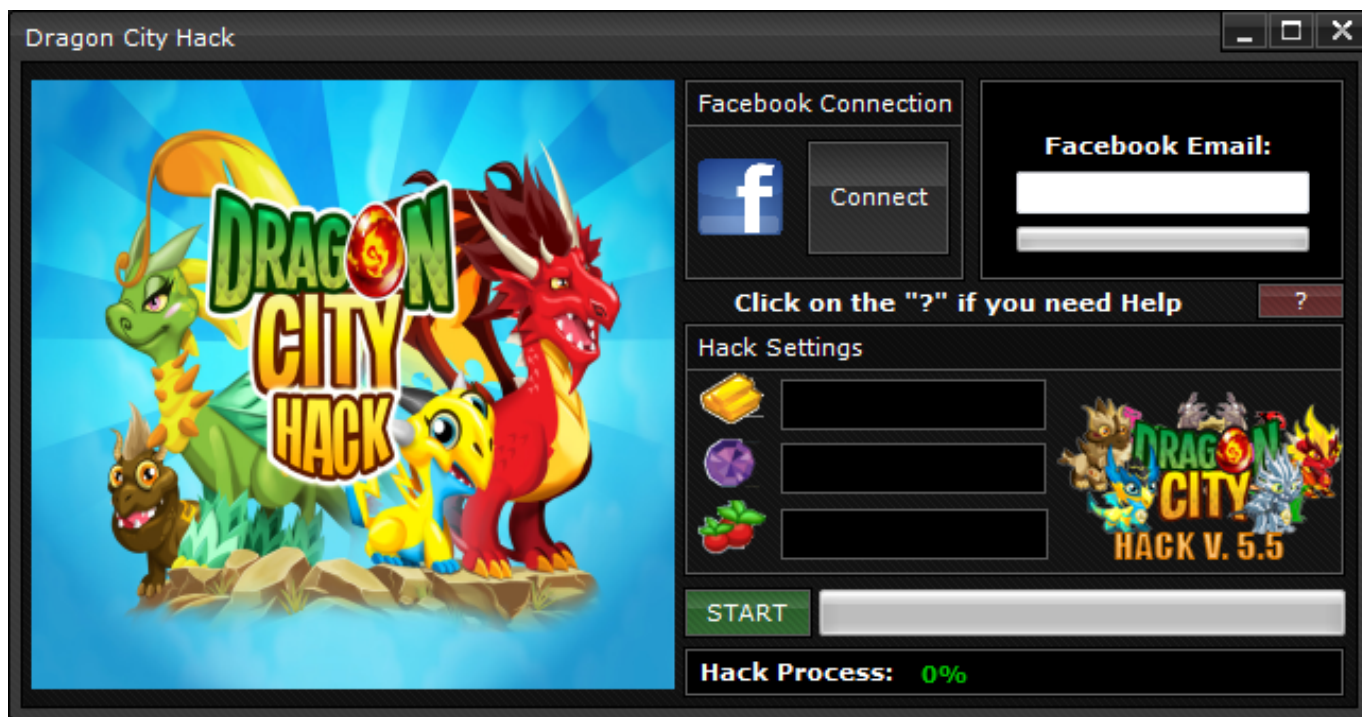 Dragon City Hack
DRAGON
CITY
HACK
Facebook Connection
f
Connect
Facebook Email:
Click on the "?" if you need Help
?
Hack Settings
DRAGON
CITY
HACK V. 5.5
START
Hack Process: 0%